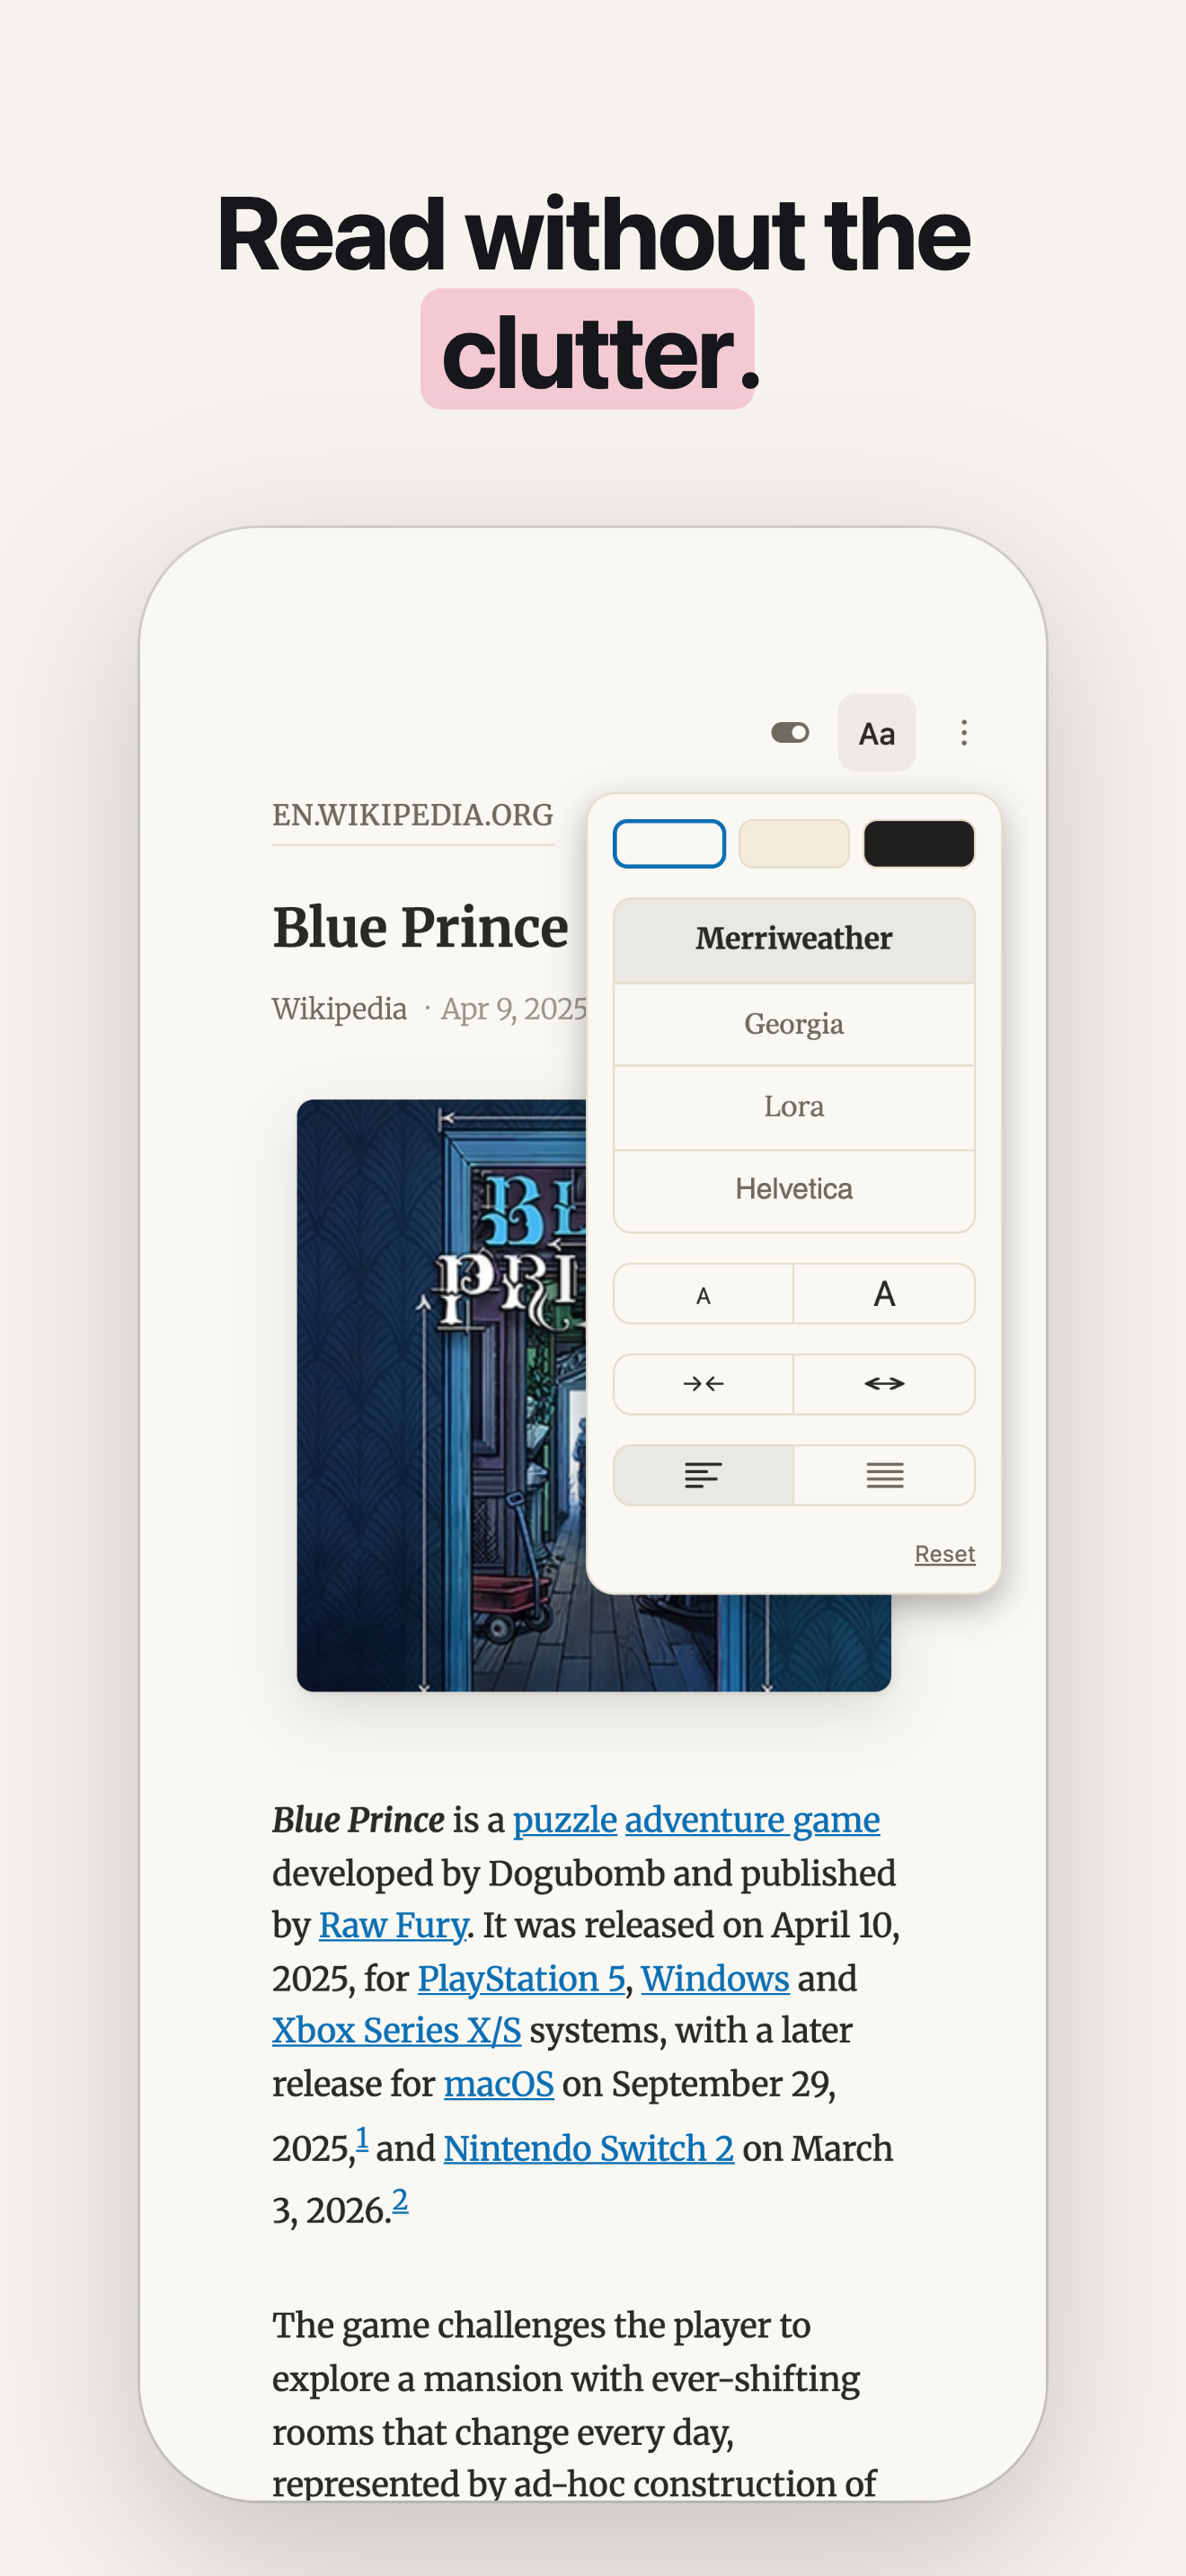 Read without the
clutter.
Aa
EN.WIKIPEDIA.ORG
Blue Prince
Wikipedia · Apr 9, 2025
Merriweather
Georgia
Lora
Helvetica
A A
Reset
BL
PRI
Blue Prince is a puzzle adventure game
developed by Dogubomb and published
by Raw Fury. It was released on April 10,
2025, for PlayStation 5, Windows and
Xbox Series X/S systems, with a later
release for macOS on September 29,
2025,1 and Nintendo Switch 2 on March
3, 2026.2
The game challenges the player to
explore a mansion with ever-shifting
rooms that change every day,
represented by ad-hoc construction of